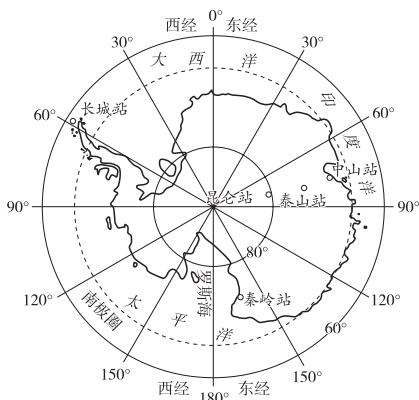 0°
西经 东经
30° 30°
大西洋
印度洋
60° 长城站 60°
中山站
昆仑站 泰山站
90° 90°
80°
罗斯海
秦岭站
120° 南极圈 太平洋 60° 120°
150° 150°
西经 东经
180°